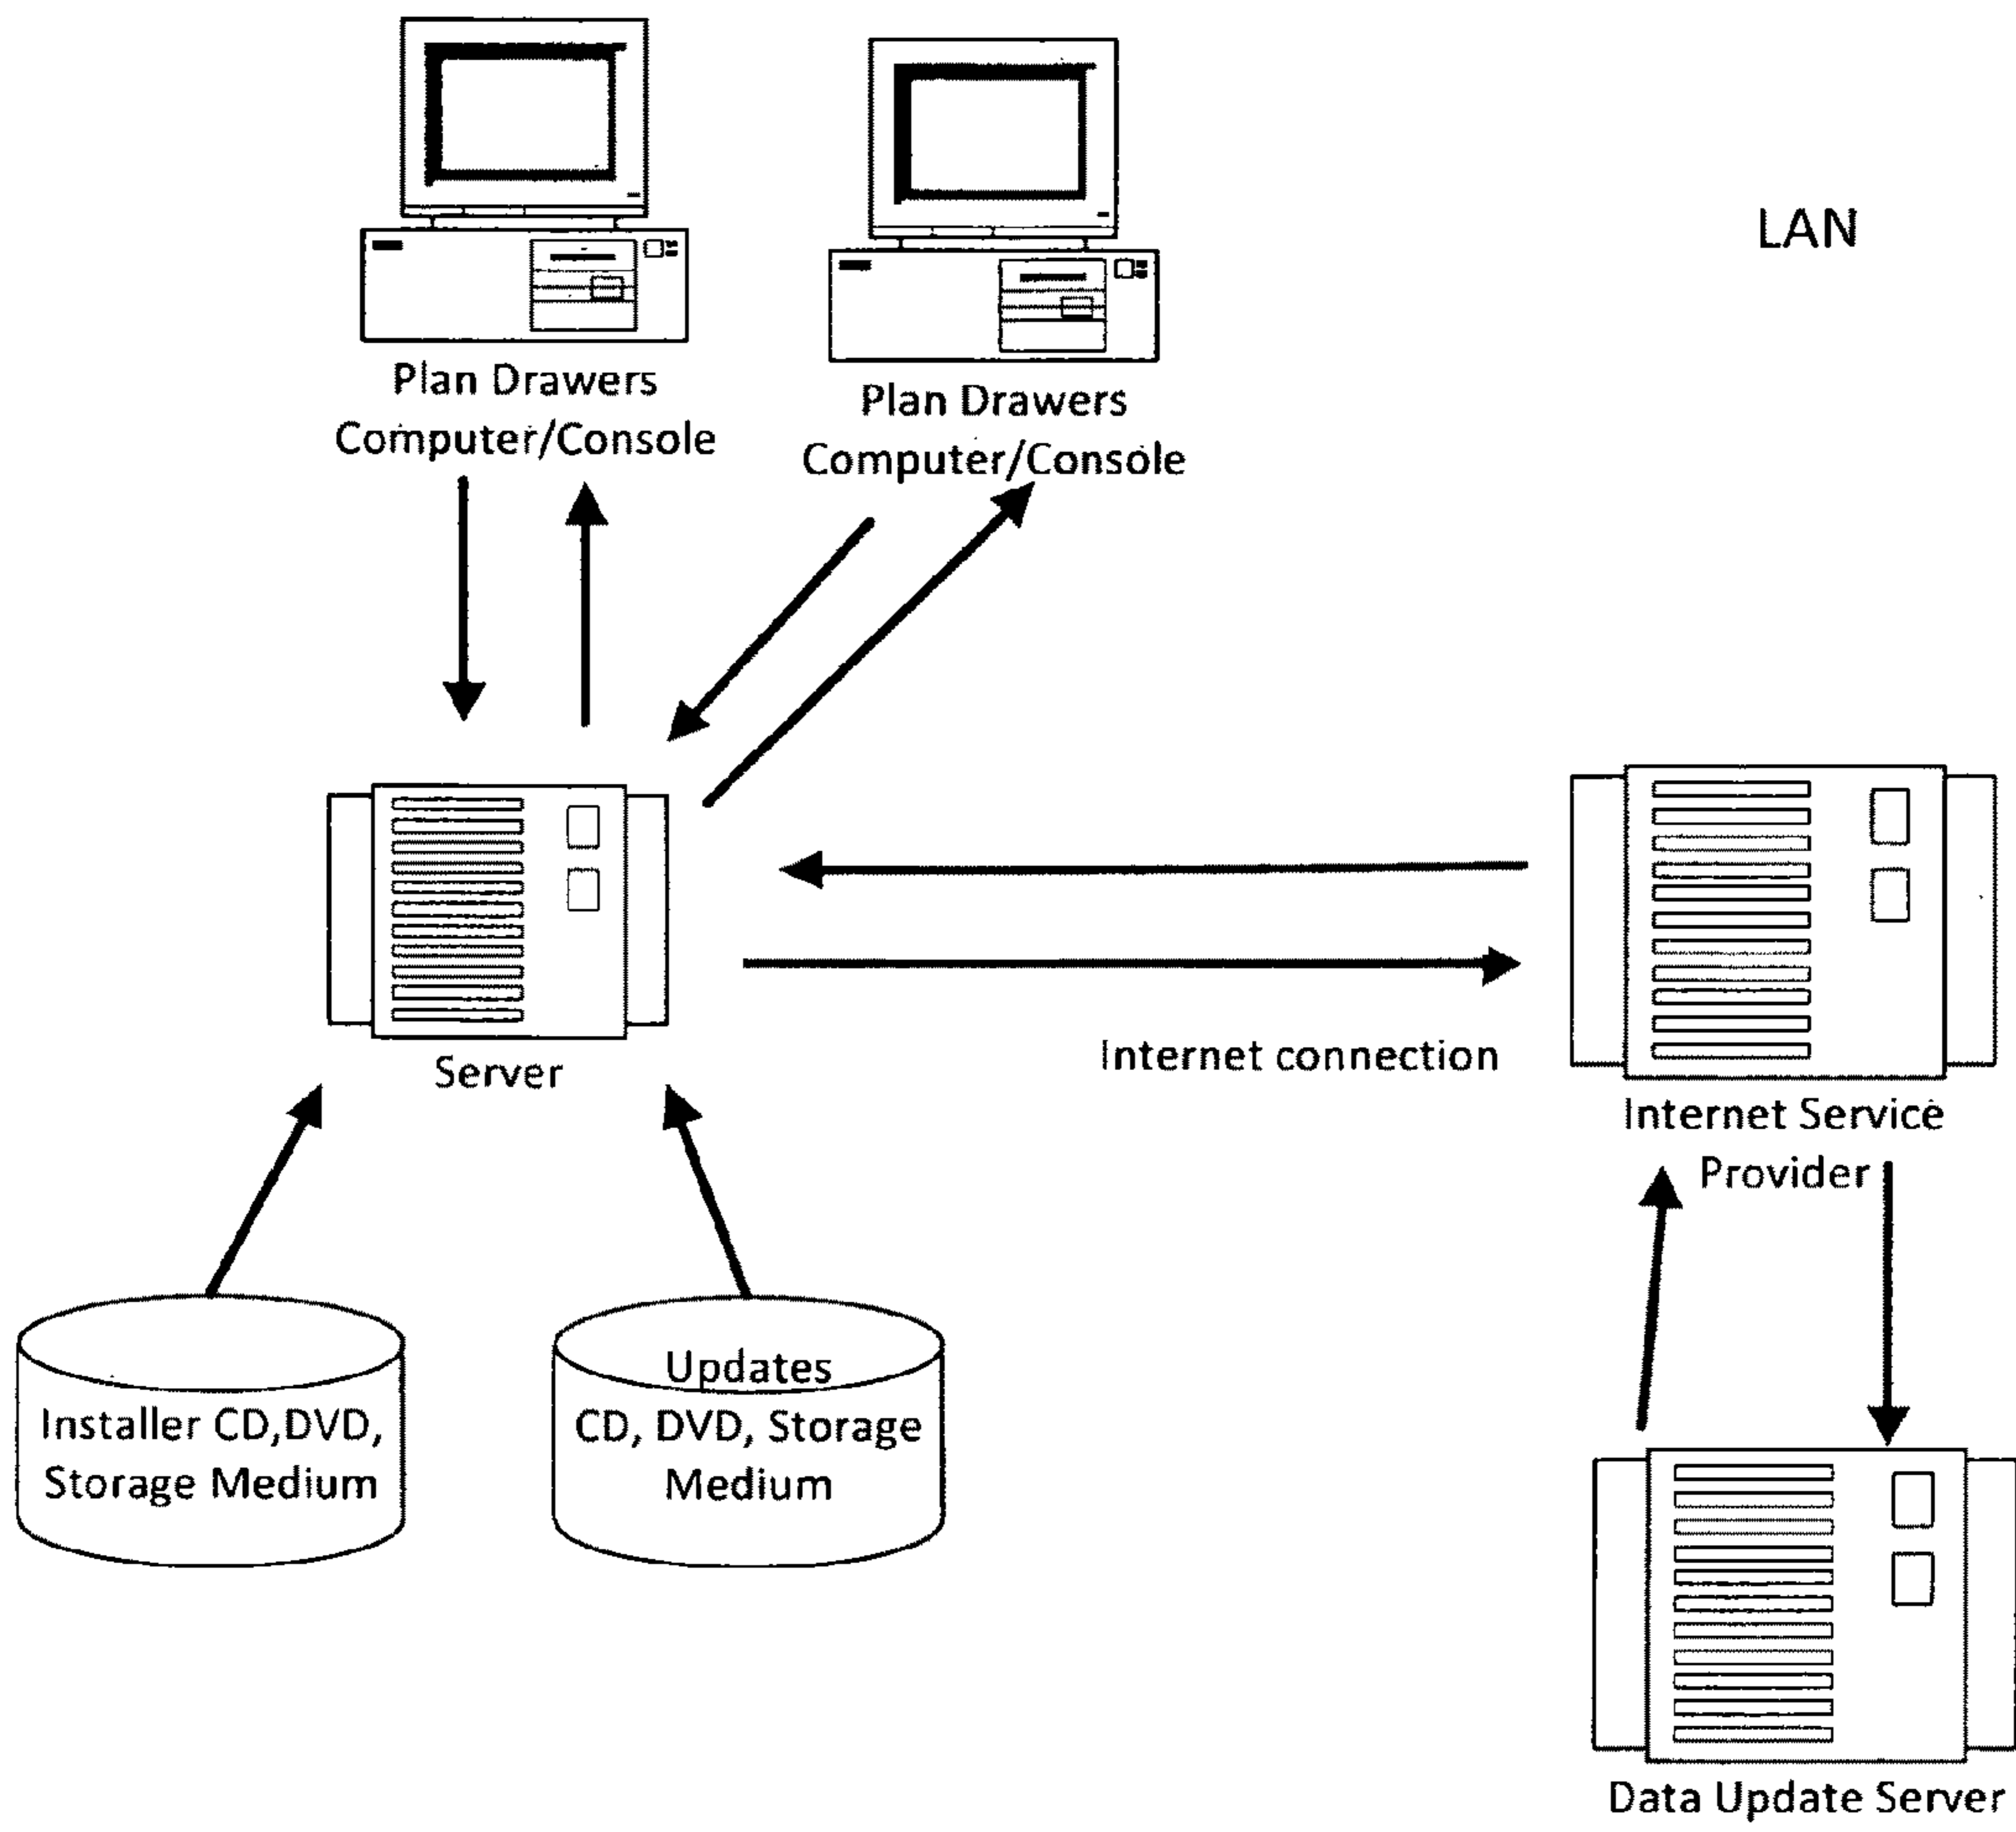 LAN
Plan Drawers
Computer/Console
Plan Drawers
Computer/Console
Server
Internet connection
Internet Service
Provider
Updates
Installer CD,DVD,
Storage Medium
CD, DVD, Storage
Medium
Data Update Server